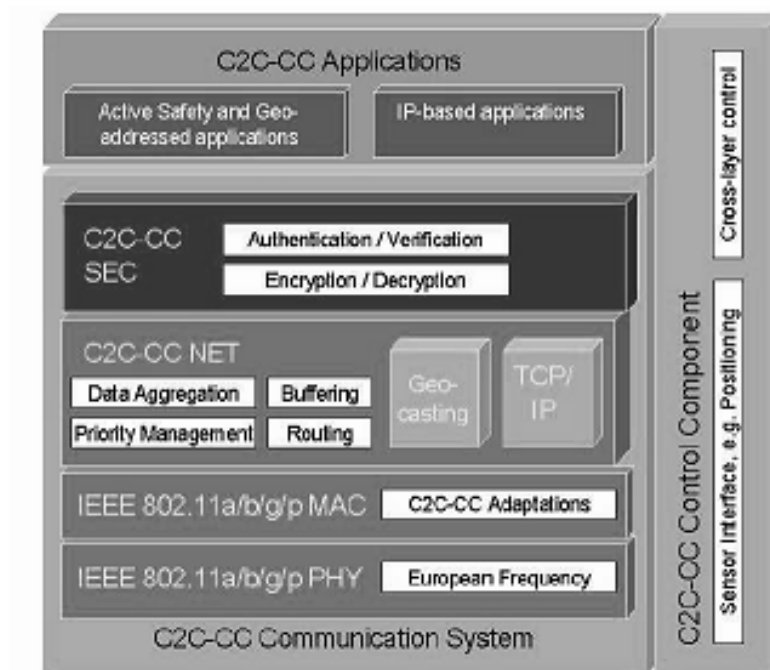 C2C-CC Applications
Active Safety and Geo-
addressed applications
IP-based applications
C2C-CC
SEC
Authentication / Verification
Encryption / Decryption
C2C-CC NET
Data Aggregation
Buffering
Priority Management
Routing
Geo-
casting
TCP/
IP
IEEE 802.11a/b/g/p MAC
C2C-CC Adaptations
IEEE 802.11a/b/g/p PHY
European Frequency
C2C-CC Communication System
C2C-CC Control Component
Cross-layer control
Sensor Interface, e.g. Positioning